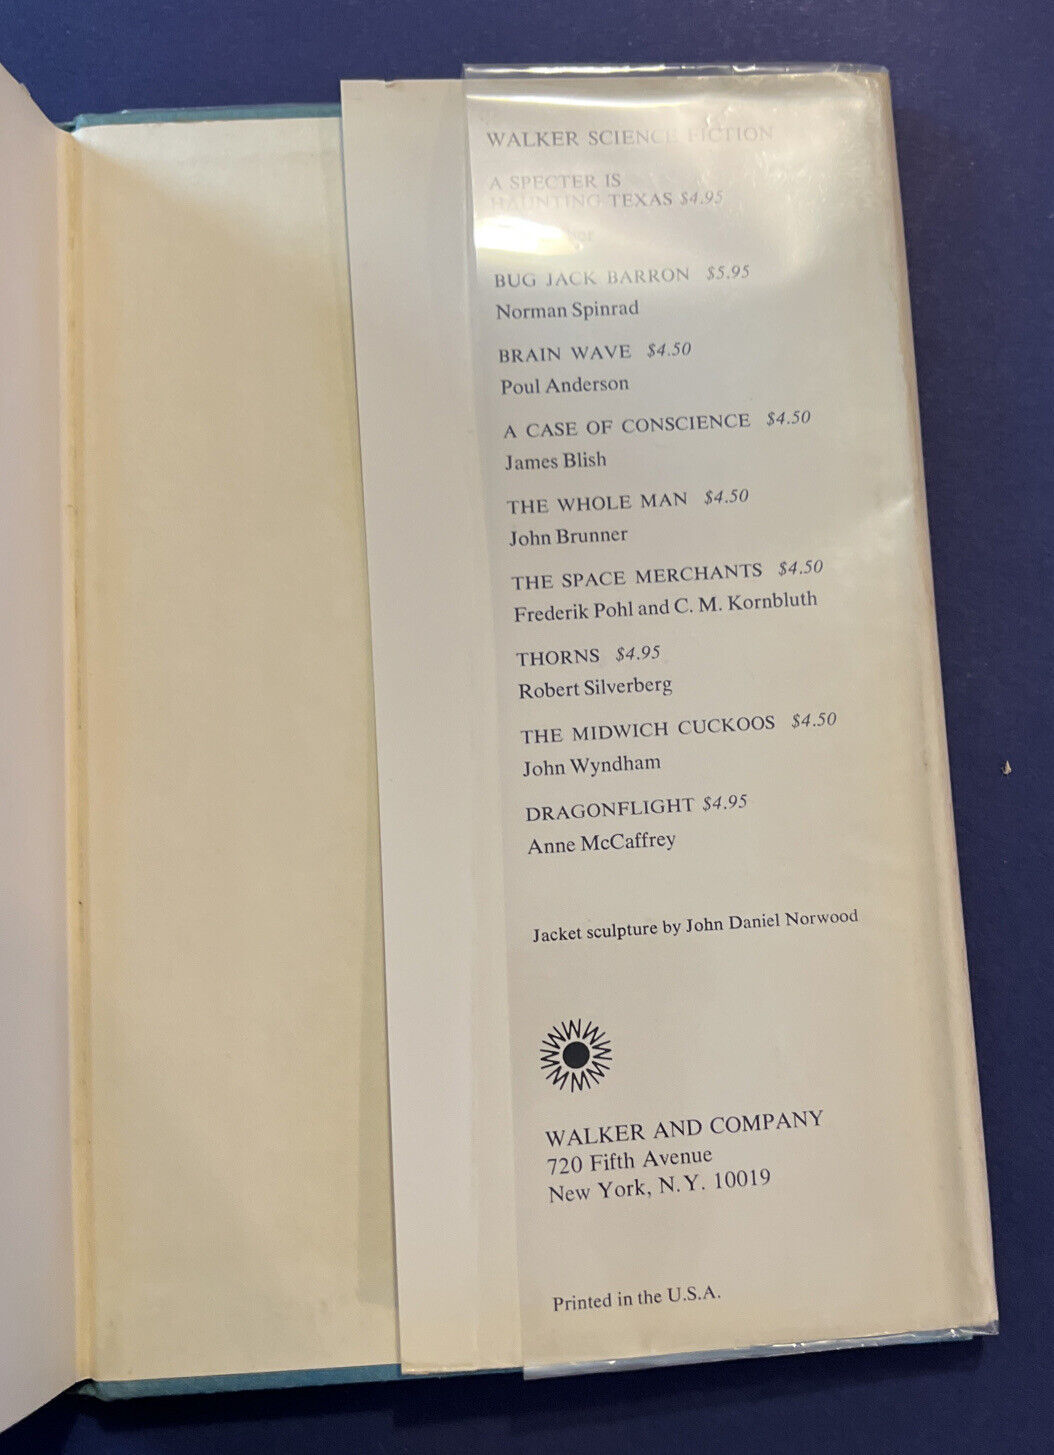 WALKER SCIENCE FICTION
A SPECTER IS
HAUNTING TEXAS $4.95
BUG JACK BARRON $5.95
Norman Spinrad
BRAIN WAVE $4.50
Poul Anderson
A CASE OF CONSCIENCE $4.50
James Blish
THE WHOLE MAN $4.50
John Brunner
THE SPACE MERCHANTS $4.50
Frederik Pohl and C. M. Kornbluth
THORNS $4.95
Robert Silverberg
THE MIDWICH CUCKOOS $4.50
John Wyndham
DRAGONFLIGHT $4.95
Anne McCaffrey
Jacket sculpture by John Daniel Norwood
WALKER AND COMPANY
720 Fifth Avenue
New York, N.Y. 10019
Printed in the U.S.A.